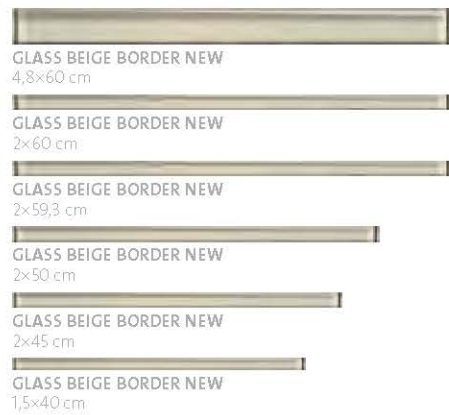 GLASS BEIGE BORDER NEW
4,8×60 cm
GLASS BEIGE BORDER NEW
2×60 cm
GLASS BEIGE BORDER NEW
2×59,3 cm
GLASS BEIGE BORDER NEW
2×50 cm
GLASS BEIGE BORDER NEW
2×45 cm
GLASS BEIGE BORDER NEW
1,5×40 cm